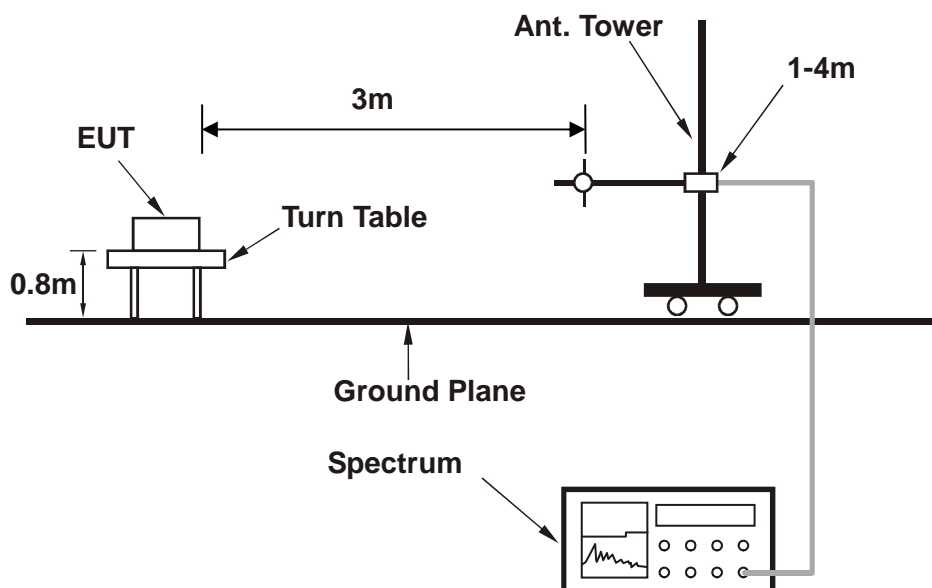 Ant. Tower
1-4m
3m
EUT
Turn Table
0.8m
Ground Plane
Spectrum